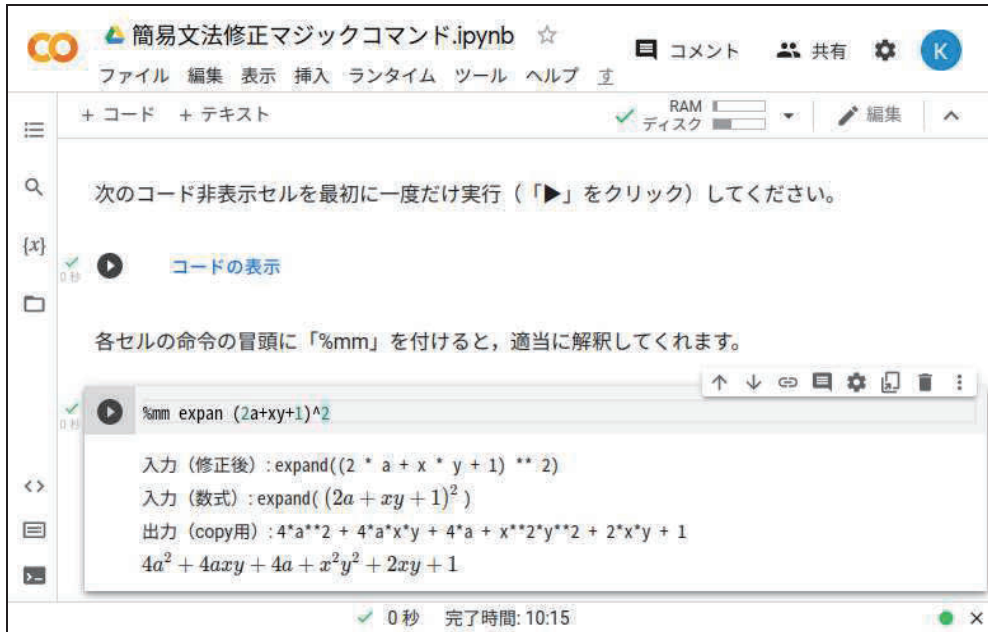 簡易文法修正マジックコマンド.ipynb
コメント 共有 K
ファイル 編集 表示 挿入 ランタイム ツール ヘルプ す
+ コード + テキスト
RAM
ディスク
編集
次のコード非表示セルを最初に一度だけ実行(「▶」をクリック)してください。
{x}
0 秒
コードの表示
各セルの命令の冒頭に「%mm」を付けると,適当に解釈してくれます。
0 秒
%mm expan (2a+xy+1)^2
入力(修正後):expand((2 * a + x * y + 1) ** 2)
入力(数式):expand( (2a + xy + 1)² )
出力(copy用):4*a**2 + 4*a*x*y + 4*a + x**2*y**2 + 2*x*y + 1
4a² + 4axy + 4a + x²y² + 2xy + 1
0 秒 完了時間: 10:15